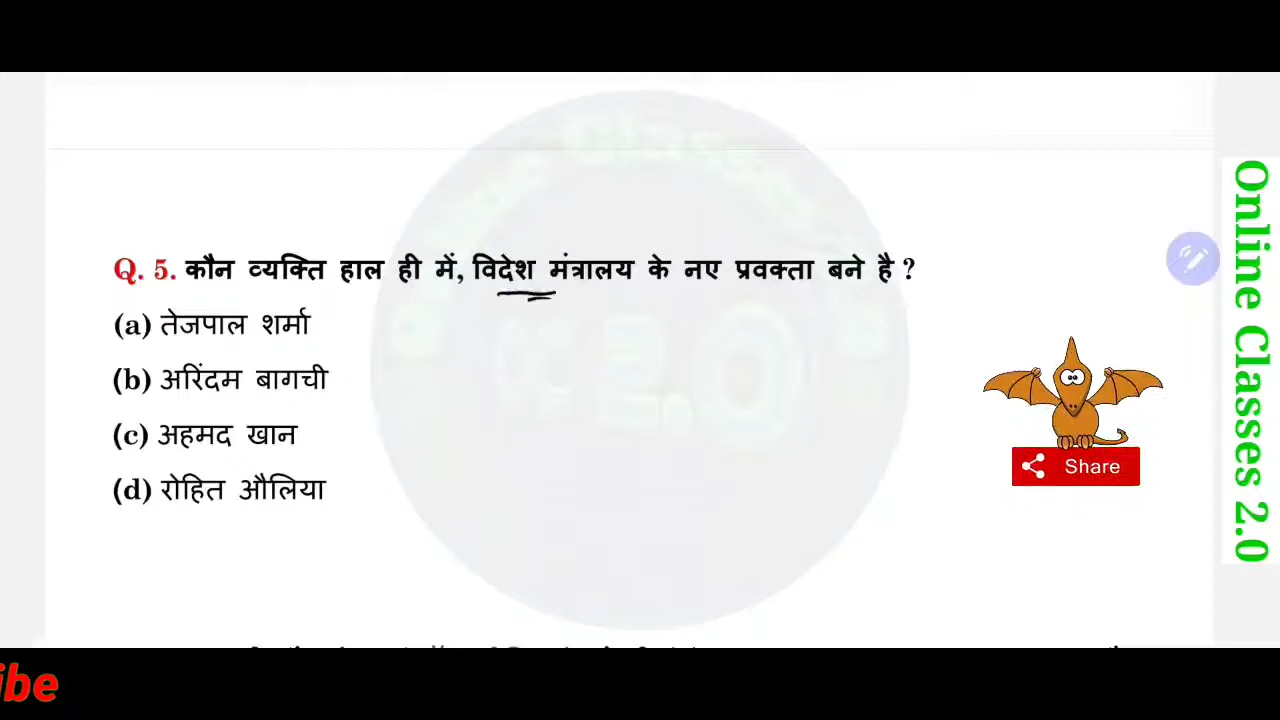 Q. 5. कौन व्यक्ति हाल ही में, विदेश मंत्रालय के नए प्रवक्ता बने है ?
(a) तेजपाल शर्मा
(b) अरिंदम बागची
(c) अहमद खान
(d) रोहित औलिया
Share
Online Classes 2.0
ibe